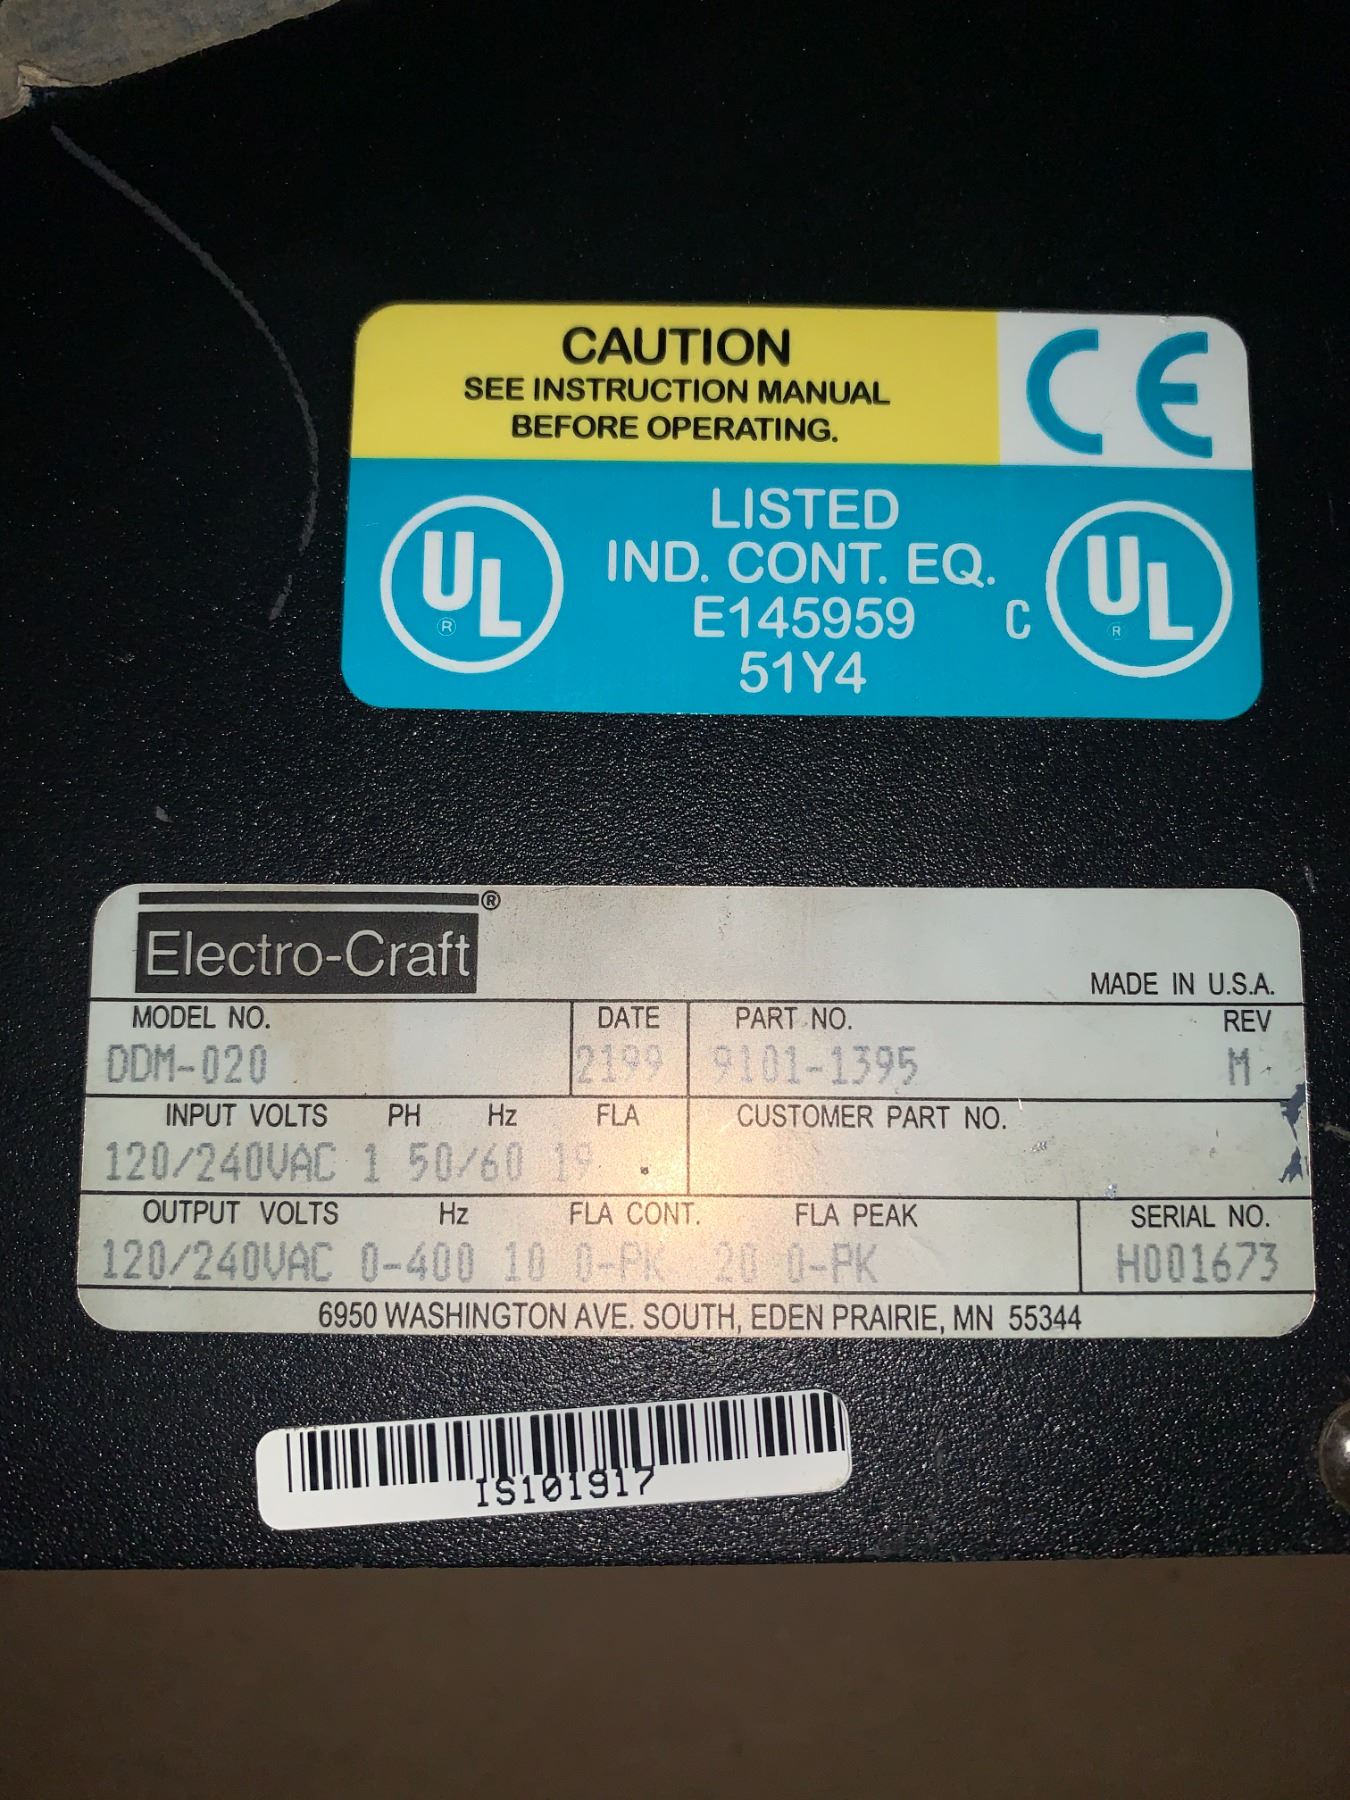 CAUTION
SEE INSTRUCTION MANUAL
BEFORE OPERATING.
CE
UL ®
LISTED
IND. CONT. EQ.
E145959
51Y4
C UL ®
Electro-Craft ®
MADE IN U.S.A.
MODEL NO. DATE PART NO. REV
DDM-020 2199 9101-1395 M
INPUT VOLTS PH Hz FLA CUSTOMER PART NO.
120/240VAC 1 50/60 19
OUTPUT VOLTS Hz FLA CONT. FLA PEAK SERIAL NO.
120/240VAC 0-400 10 0-PK 20 0-PK H001673
6950 WASHINGTON AVE. SOUTH, EDEN PRAIRIE, MN 55344
IS101917